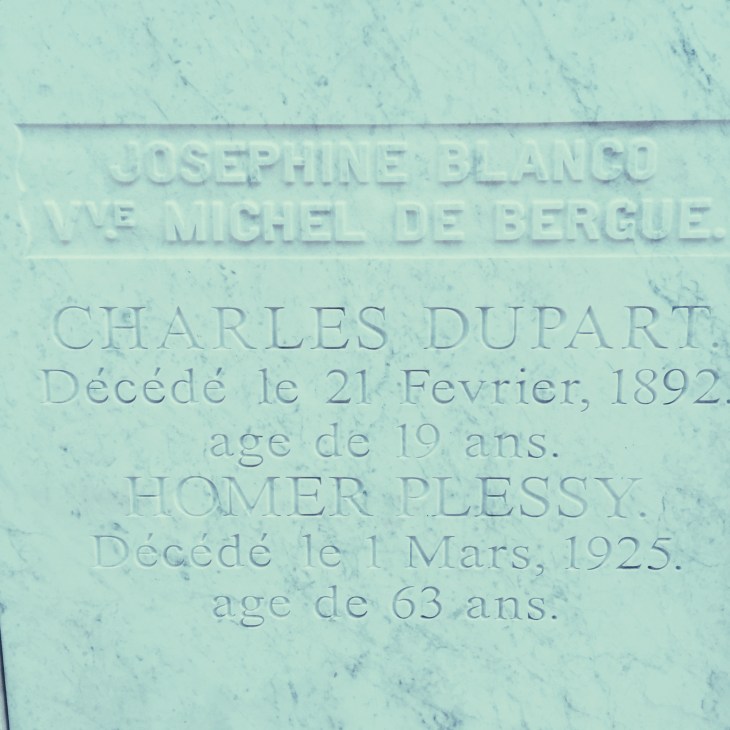 JOSEPHINE BLANCO
VVE MICHEL DE BERGUE.
CHARLES DUPART.
Décédé le 21 Fevrier, 1892.
age de 19 ans.
HOMER PLESSY.
Décédé le 1 Mars, 1925.
age de 63 ans.